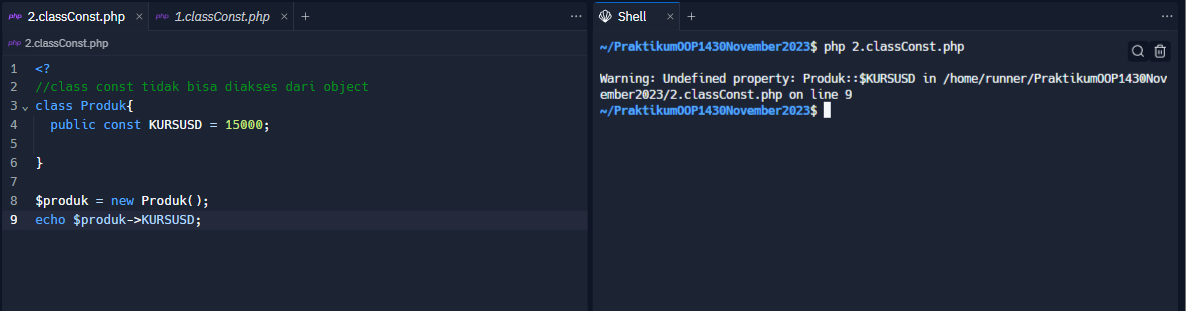 php 2.classConst.php × php 1.classConst.php × + ...
php 2.classConst.php
1 <?
2 //class const tidak bisa diakses dari object
3 class Produk{
4 public const KURSUSD = 15000;
5
6 }
7
8 $produk = new Produk();
9 echo $produk->KURSUSD;
Shell × + ...
~/PraktikumOOP1430November2023$ php 2.classConst.php
Warning: Undefined property: Produk::$KURSUSD in /home/runner/PraktikumOOP1430Nov
ember2023/2.classConst.php on line 9
~/PraktikumOOP1430November2023$